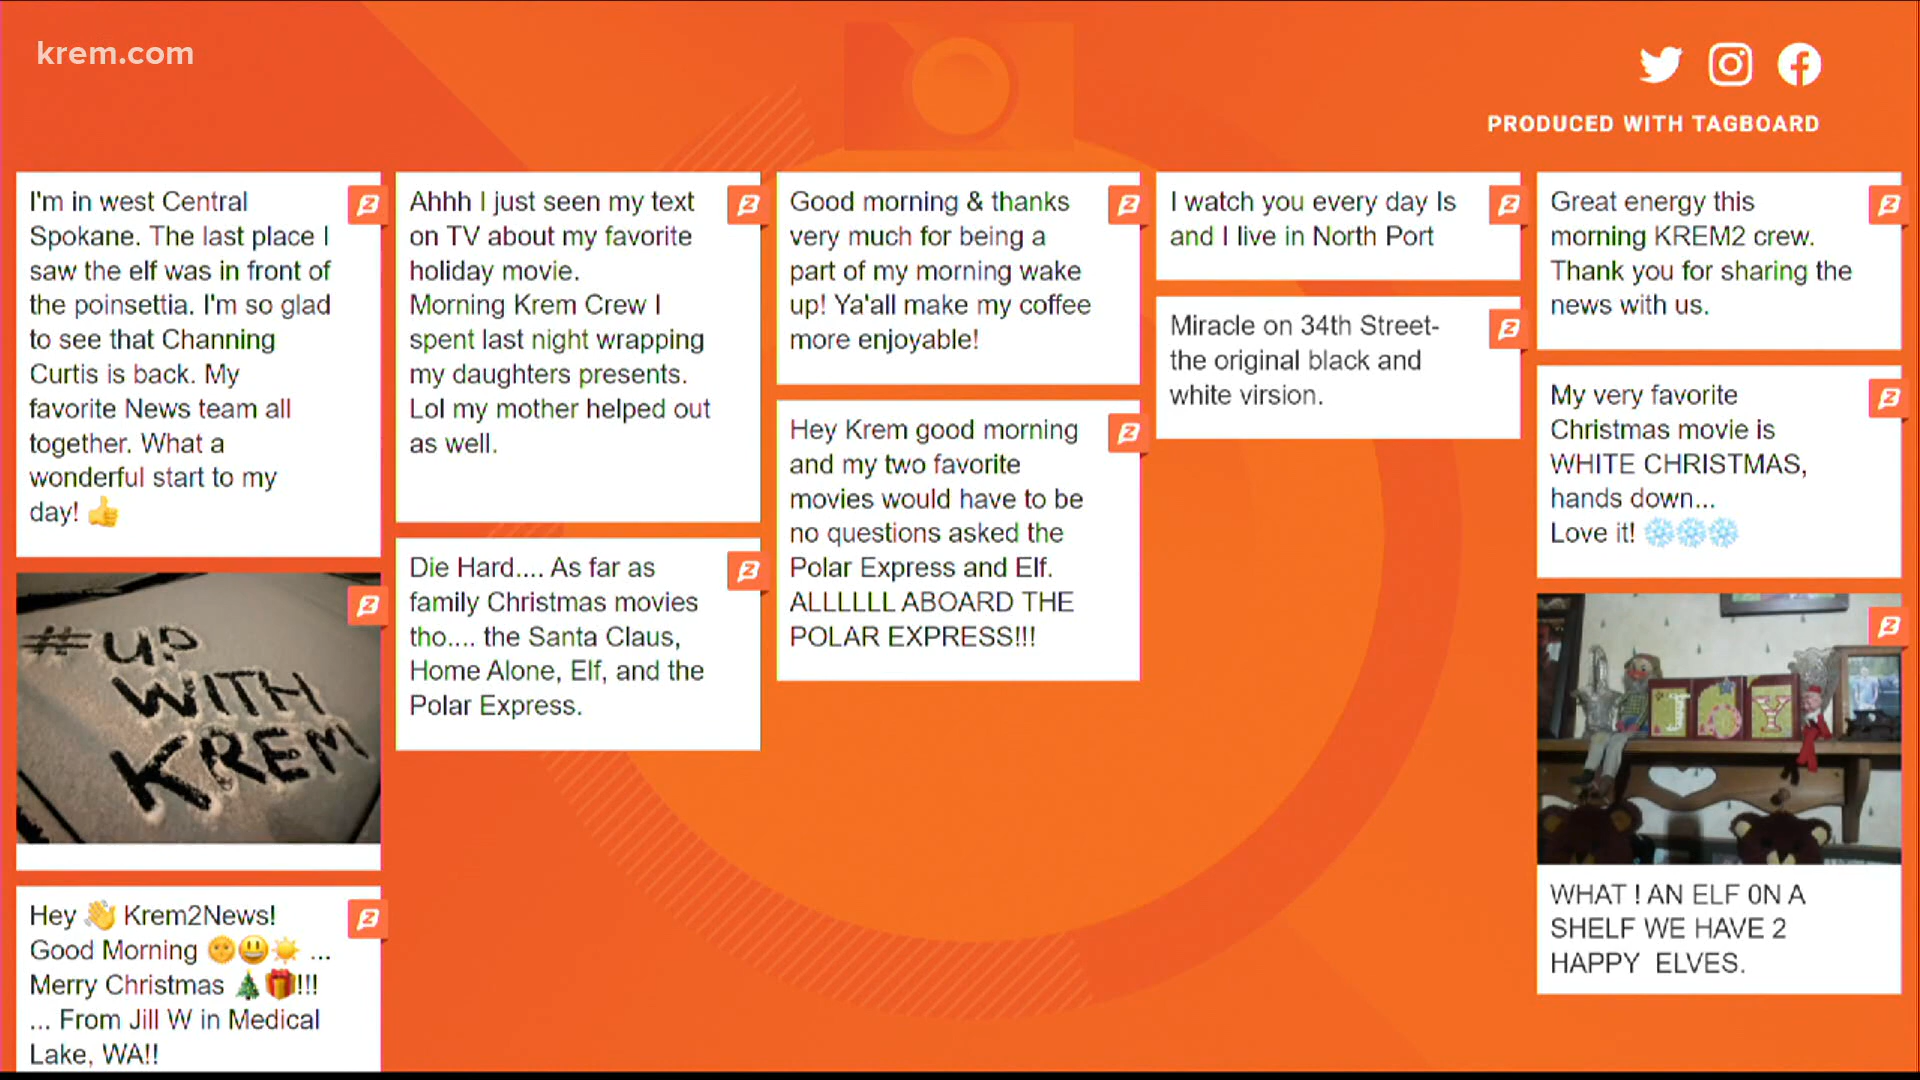 krem.com
PRODUCED WITH TAGBOARD
I'm in west Central
Spokane. The last place I
saw the elf was in front of
the poinsettia. I'm so glad
to see that Channing
Curtis is back. My
favorite News team all
together. What a
wonderful start to my
day! 👍
#UP
WITH
KREM
Hey 👋 Krem2News!
Good Morning 🌞😃☀️ ...
Merry Christmas 🎄🎁!!!
... From Jill W in Medical
Lake, WA!!
Ahhh I just seen my text
on TV about my favorite
holiday movie.
Morning Krem Crew I
spent last night wrapping
my daughters presents.
Lol my mother helped out
as well.
Die Hard.... As far as
family Christmas movies
tho.... the Santa Claus,
Home Alone, Elf, and the
Polar Express.
Good morning & thanks
very much for being a
part of my morning wake
up! Ya'all make my coffee
more enjoyable!
Hey Krem good morning
and my two favorite
movies would have to be
no questions asked the
Polar Express and Elf.
ALLLLLL ABOARD THE
POLAR EXPRESS!!!
I watch you every day Is
and I live in North Port
Miracle on 34th Street-
the original black and
white virsion.
Great energy this
morning KREM2 crew.
Thank you for sharing the
news with us.
My very favorite
Christmas movie is
WHITE CHRISTMAS,
hands down...
Love it! ❄️❄️❄️
JOY
WHAT ! AN ELF 0N A
SHELF WE HAVE 2
HAPPY  ELVES.